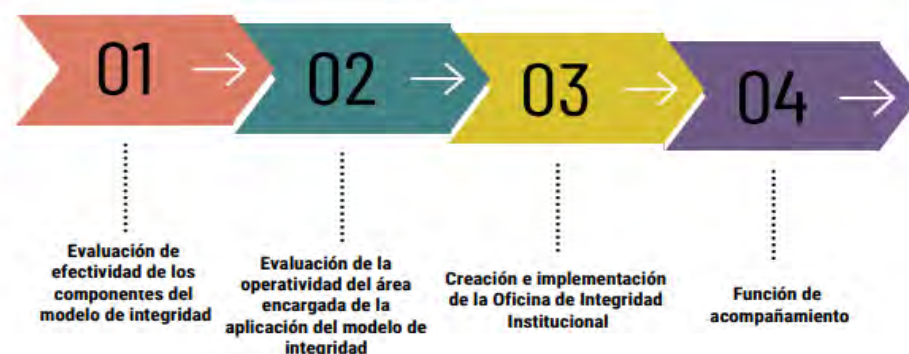 01
02
03
04
Evaluación de
efectividad de los
componentes del
modelo de integridad
Evaluación de la
operatividad del área
encargada de la
aplicación del modelo de
integridad
Creación e implementación
de la Oficina de Integridad
Institucional
Función de
acompañamiento